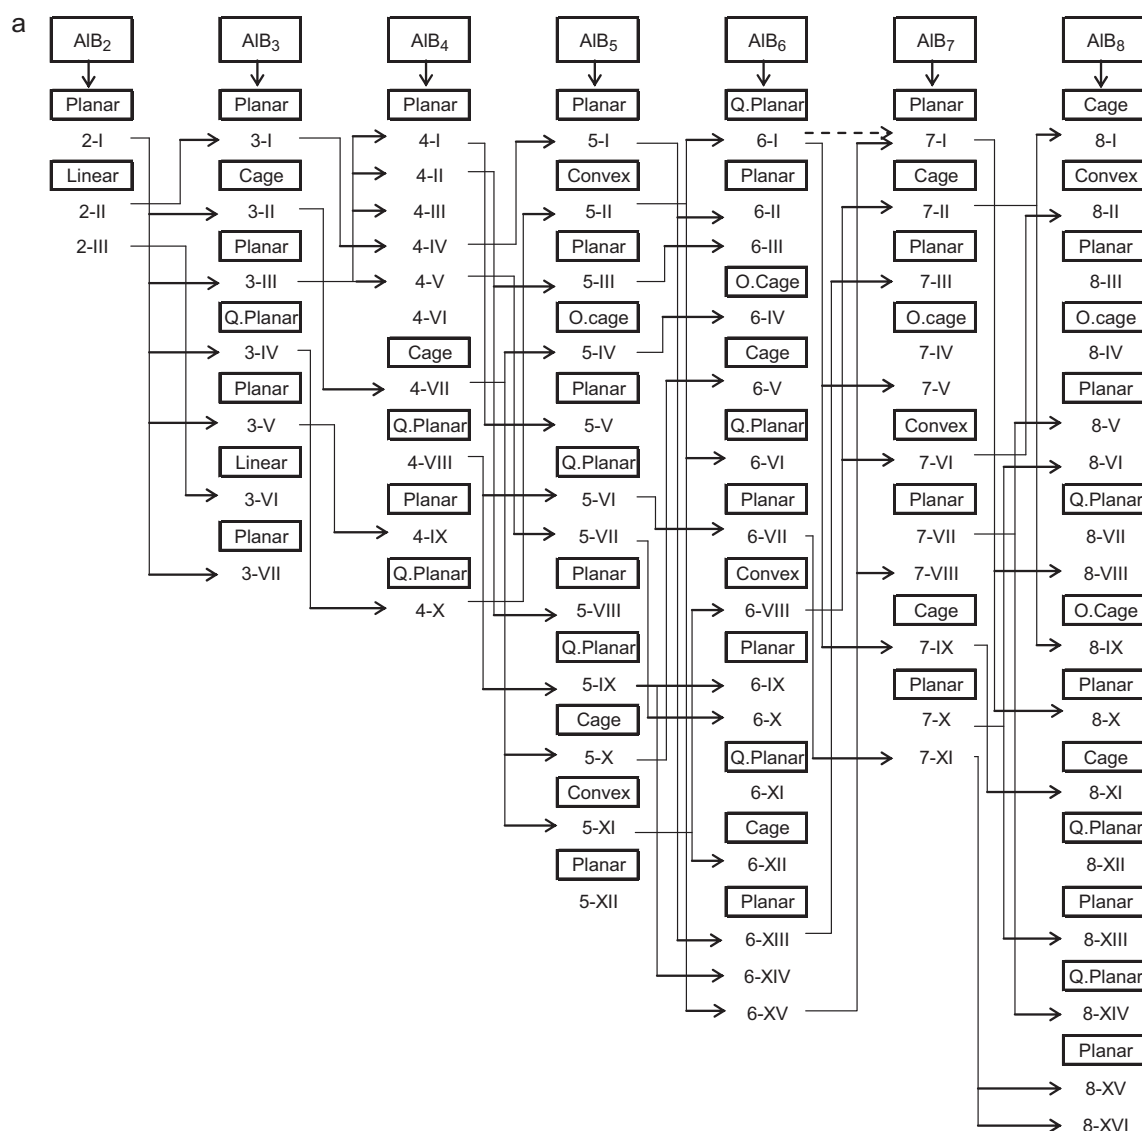 a
AlB2
Planar
2-I
Linear
2-II
2-III
AlB3
Planar
3-I
Cage
3-II
Planar
3-III
Q.Planar
3-IV
Planar
3-V
Linear
3-VI
Planar
3-VII
AlB4
Planar
4-I
4-II
4-III
4-IV
4-V
4-VI
Cage
4-VII
Q.Planar
4-VIII
Planar
4-IX
Q.Planar
4-X
AlB5
Planar
5-I
Convex
5-II
Planar
5-III
O.cage
5-IV
Planar
5-V
Q.Planar
5-VI
5-VII
Planar
5-VIII
Q.Planar
5-IX
Cage
5-X
Convex
5-XI
Planar
5-XII
AlB6
Q.Planar
6-I
Planar
6-II
6-III
O.Cage
6-IV
Cage
6-V
Q.Planar
6-VI
Planar
6-VII
Convex
6-VIII
Planar
6-IX
6-X
Q.Planar
6-XI
Cage
6-XII
Planar
6-XIII
6-XIV
6-XV
AlB7
Planar
7-I
Cage
7-II
Planar
7-III
O.cage
7-IV
7-V
Convex
7-VI
Planar
7-VII
7-VIII
Cage
7-IX
Planar
7-X
7-XI
AlB8
Cage
8-I
Convex
8-II
Planar
8-III
O.cage
8-IV
Planar
8-V
8-VI
Q.Planar
8-VII
8-VIII
O.Cage
8-IX
Planar
8-X
Cage
8-XI
Q.Planar
8-XII
Planar
8-XIII
Q.Planar
8-XIV
Planar
8-XV
8-XVI